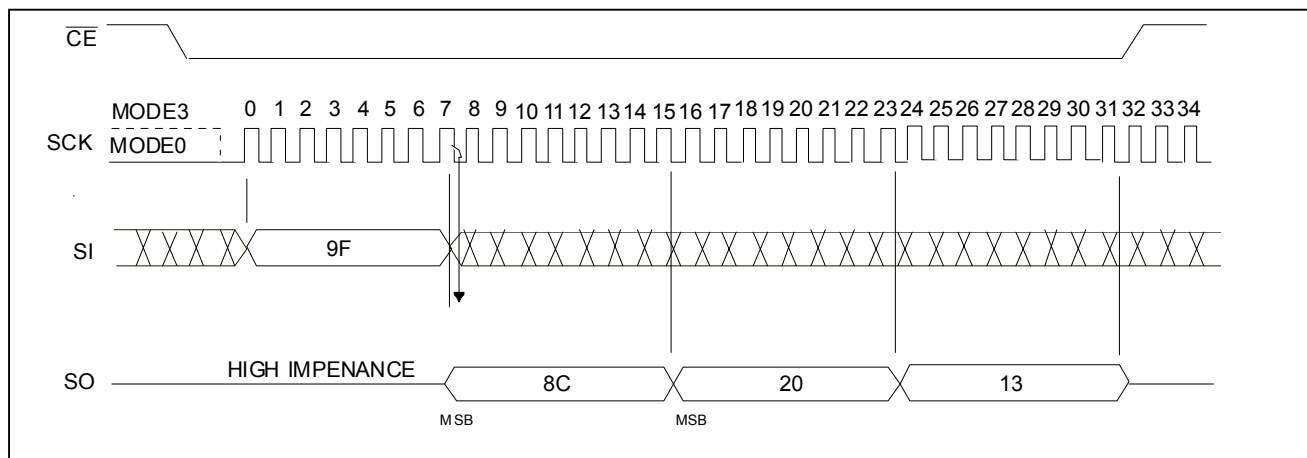 CE
MODE3
0 1 2 3 4 5 6 7 8 9 10 11 12 13 14 15 16 17 18 19 20 21 22 23 24 25 26 27 28 29 30 31 32 33 34
SCK
MODE0
SI
9F
HIGH IMPENANCE
SO
8C
20
13
MSB
MSB